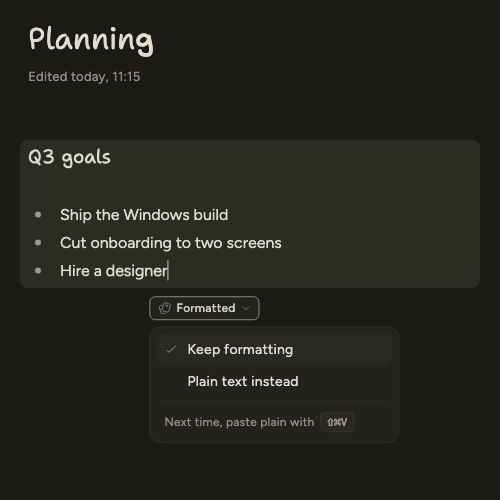 Planning
Edited today, 11:15
Q3 goals
• Ship the Windows build
• Cut onboarding to two screens
• Hire a designer
Formatted
Keep formatting
Plain text instead
Next time, paste plain with ⇧⌘V